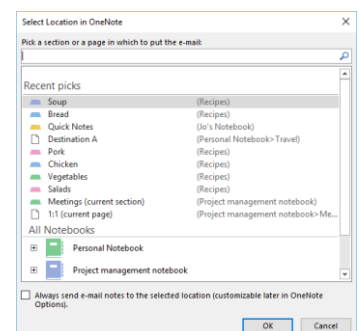 Select Location in OneNote
Pick a section or a page in which to put the e-mail:
Recent picks
Soup (Recipes)
Bread (Recipes)
Quick Notes (Jo's Notebook)
Destination A (Personal Notebook>Travel)
Pork (Recipes)
Chicken (Recipes)
Vegetables (Recipes)
Salads (Recipes)
Meetings (current section) (Project management notebook)
1:1 (current page) (Project management notebook>Me...
All Notebooks
Personal Notebook
Project management notebook
Always send e-mail notes to the selected location (customizable later in OneNote
Options).
OK Cancel